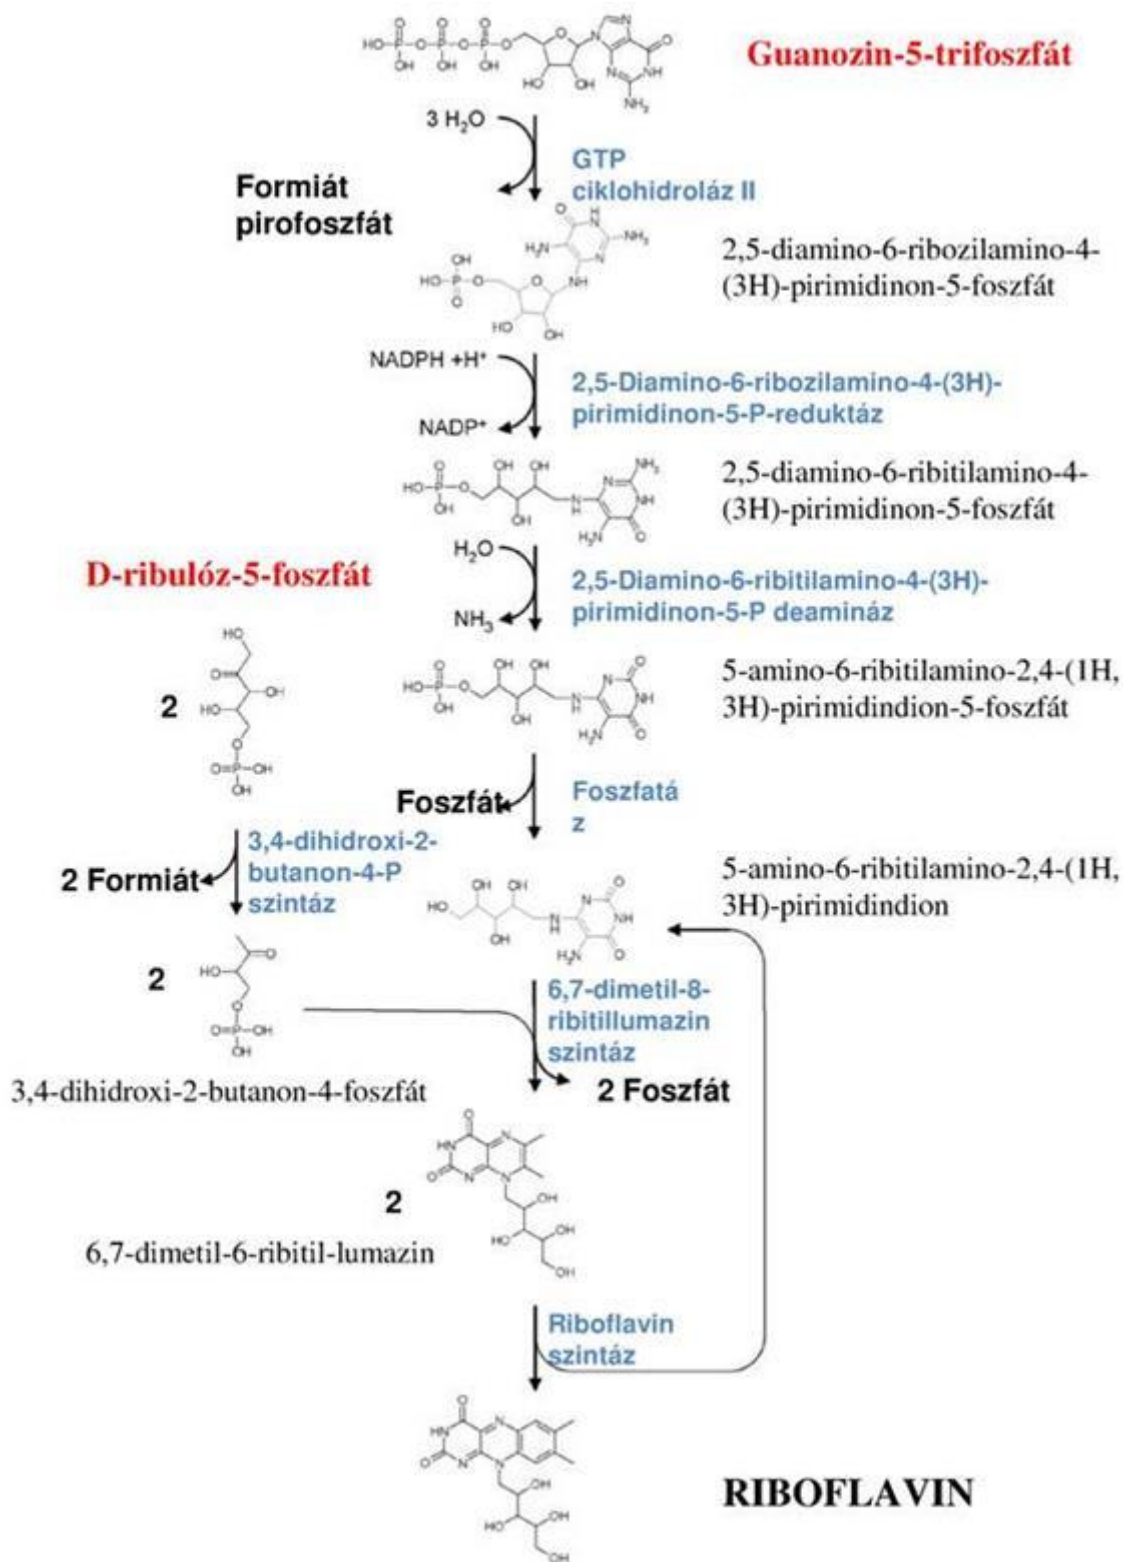 Guanozin-5-trifoszfát
3 H₂O
GTP
ciklohidroláz II
Formiát
pirofoszfát
2,5-diamino-6-ribozilamino-4-
(3H)-pirimidinon-5-foszfát
NADPH +H⁺
2,5-Diamino-6-ribozilamino-4-(3H)-
pirimidinon-5-P-reduktáz
NADP⁺
2,5-diamino-6-ribitilamino-4-
(3H)-pirimidinon-5-foszfát
H₂O
D-ribulóz-5-foszfát
2,5-Diamino-6-ribitilamino-4-(3H)-
pirimidinon-5-P deamináz
NH₃
2
5-amino-6-ribitilamino-2,4-(1H,
3H)-pirimidindion-5-foszfát
Foszfát
Foszfatá
z
3,4-dihidroxi-2-
butanon-4-P
szintáz
2 Formiát
5-amino-6-ribitilamino-2,4-(1H,
3H)-pirimidindion
2
6,7-dimetil-8-
ribitillumazin
szintáz
2 Foszfát
3,4-dihidroxi-2-butanon-4-foszfát
2
6,7-dimetil-6-ribitil-lumazin
Riboflavin
szintáz
RIBOFLAVIN